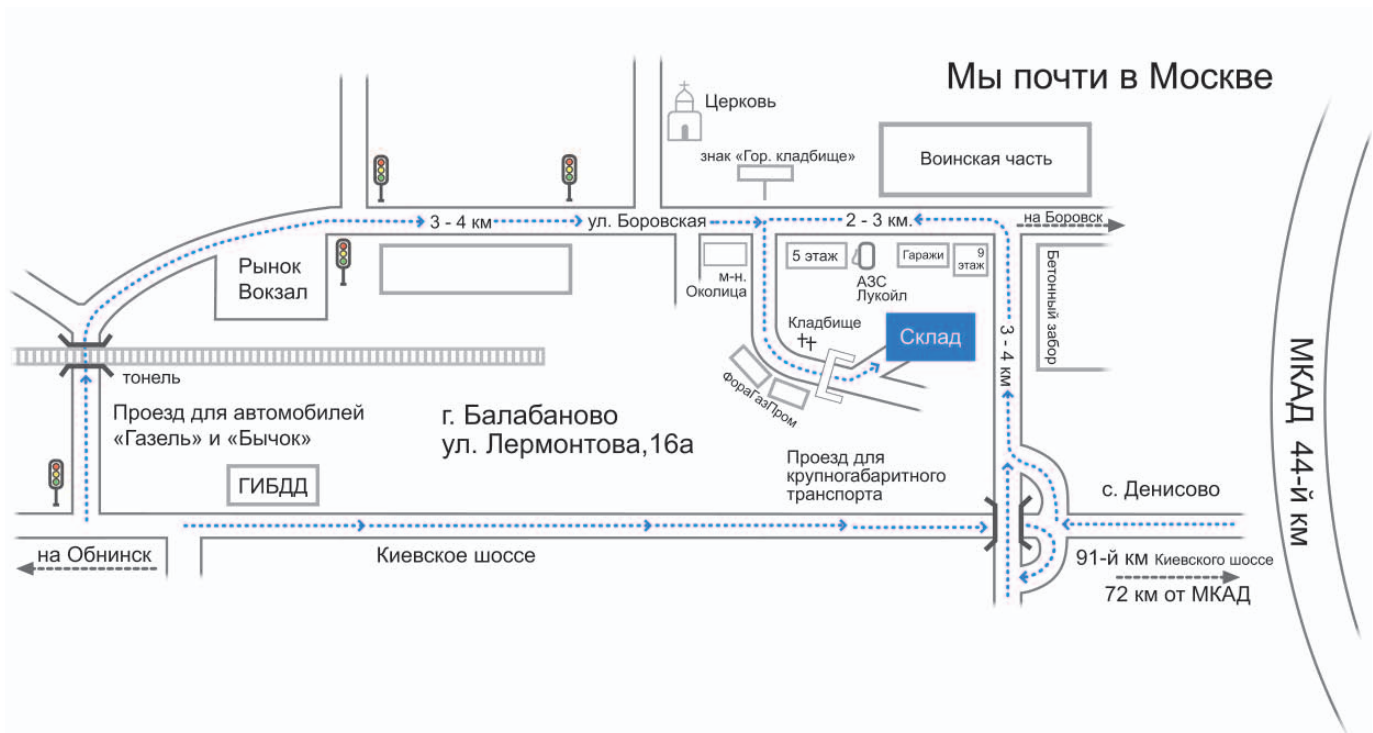 Мы почти в Москве
Церковь
знак «Гор. кладбище»
Воинская часть
3 - 4 км
ул. Боровская
2 - 3 км.
на Боровск
Рынок
Вокзал
м-н.
Околица
5 этаж
АЗС
Лукойл
Гаражи
9
этаж
Бетонный забор
Кладбище
Склад
3 - 4 км
МКАД 44-й км
тонель
ФораГазПром
Проезд для автомобилей
«Газель» и «Бычок»
г. Балабаново
ул. Лермонтова,16а
Проезд для
крупногабаритного
транспорта
ГИБДД
с. Денисово
на Обнинск
Киевское шоссе
91-й км Киевского шоссе
72 км от МКАД